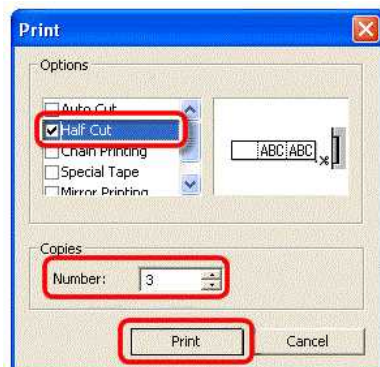 Print
Options
Auto Cut
Half Cut
Chain Printing
Special Tape
Mirror Printing
ABC ABC
Copies
Number: 3
Print Cancel